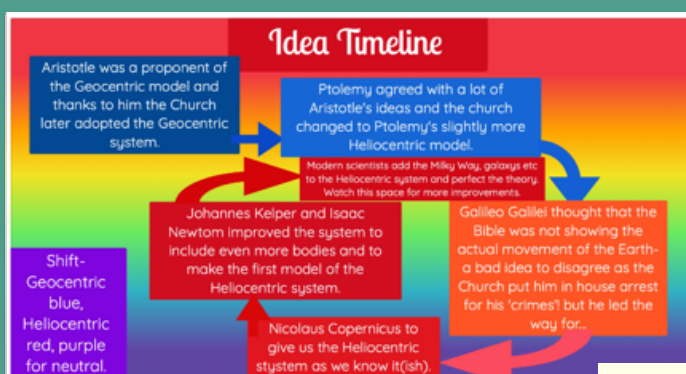 Idea Timeline
Aristotle was a proponent of
the Geocentric model and
thanks to him the Church
later adopted the Geocentric
system.
Ptolemy agreed with a lot of
Aristotle's ideas and the church
changed to Ptolemy's slightly more
Heliocentric model.
Modern scientists add the Milky Way, galaxys etc
to the Heliocentric system and perfect the theory.
Watch this space for more improvements.
Johannes Kelper and Isaac
Newtom improved the system to
include even more bodies and to
make the first model of the
Heliocentric system.
Galileo Galilei thought that the
Bible was not showing the
actual movement of the Earth-
a bad idea to disagree as the
Church put him in house arrest
for his 'crimes'! but he led the
way for...
Shift-
Geocentric
blue,
Heliocentric
red, purple
for neutral.
Nicolaus Copernicus to
give us the Heliocentric
stystem as we know it(ish).